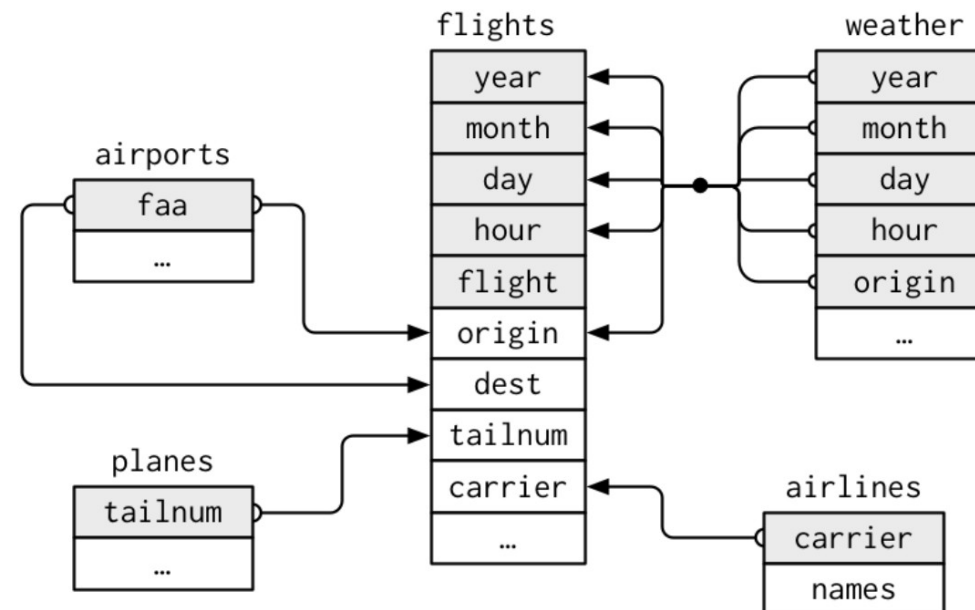 airports
faa
…
planes
tailnum
…
flights
year
month
day
hour
flight
origin
dest
tailnum
carrier
…
weather
year
month
day
hour
origin
…
airlines
carrier
names